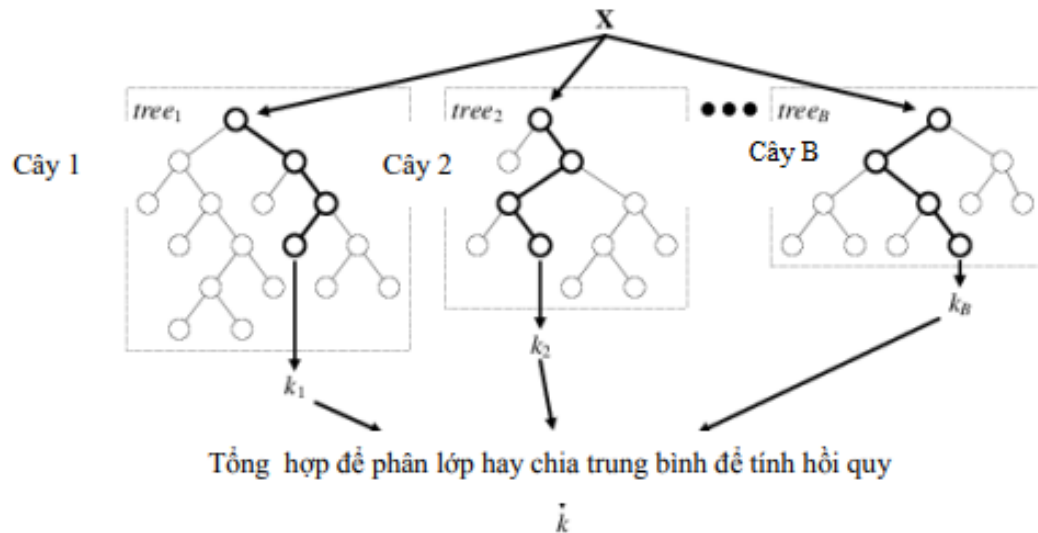 X
tree1
tree2
treeB
Cây 1
Cây 2
Cây B
kB
k2
k1
Tổng hợp để phân lớp hay chia trung bình để tính hồi quy
k